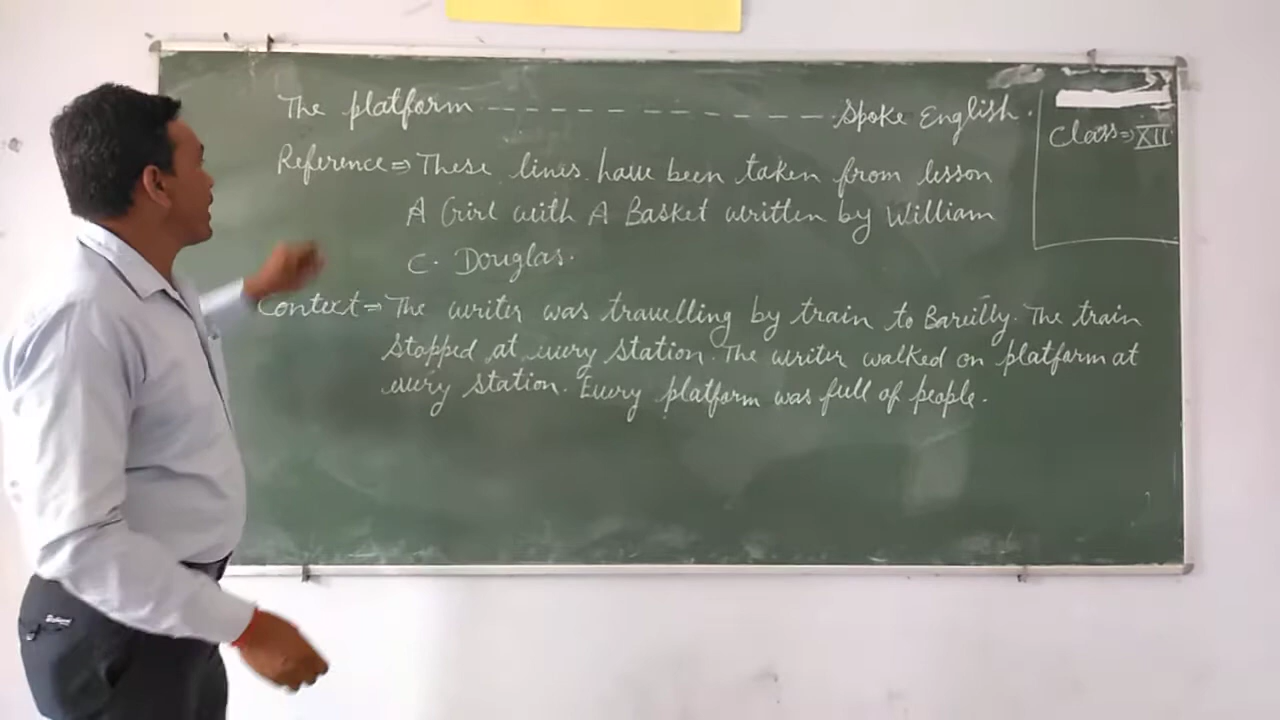 The platform ------------ Spoke English.
Class⇒ XII
Reference ⇒ These lines have been taken from lesson
A Girl with A Basket written by William
C. Douglas.
Context ⇒ The writer was travelling by train to Bareilly. The train
stopped at every station. The writer walked on platform at
every station. Every platform was full of people.